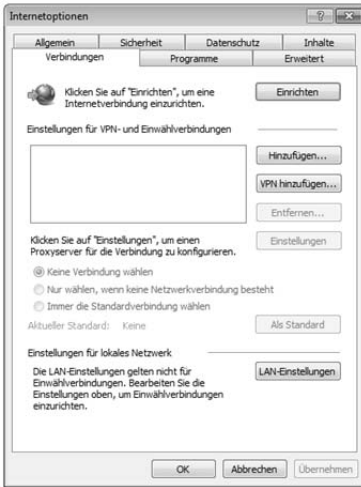 Internetoptionen
Allgemein Sicherheit Datenschutz Inhalte
Verbindungen Programme Erweitert
Klicken Sie auf "Einrichten", um eine
Internetverbindung einzurichten.
Einrichten
Einstellungen für VPN- und Einwählverbindungen
Hinzufügen...
VPN hinzufügen...
Entfernen...
Klicken Sie auf "Einstellungen", um einen
Proxyserver für die Verbindung zu konfigurieren.
Einstellungen
Keine Verbindung wählen
Nur wählen, wenn keine Netzwerkverbindung besteht
Immer die Standardverbindung wählen
Aktueller Standard: Keine
Als Standard
Einstellungen für lokales Netzwerk
Die LAN-Einstellungen gelten nicht für
Einwählverbindungen. Bearbeiten Sie die
Einstellungen oben, um Einwählverbindungen
einzurichten.
LAN-Einstellungen
OK Abbrechen Übernehmen